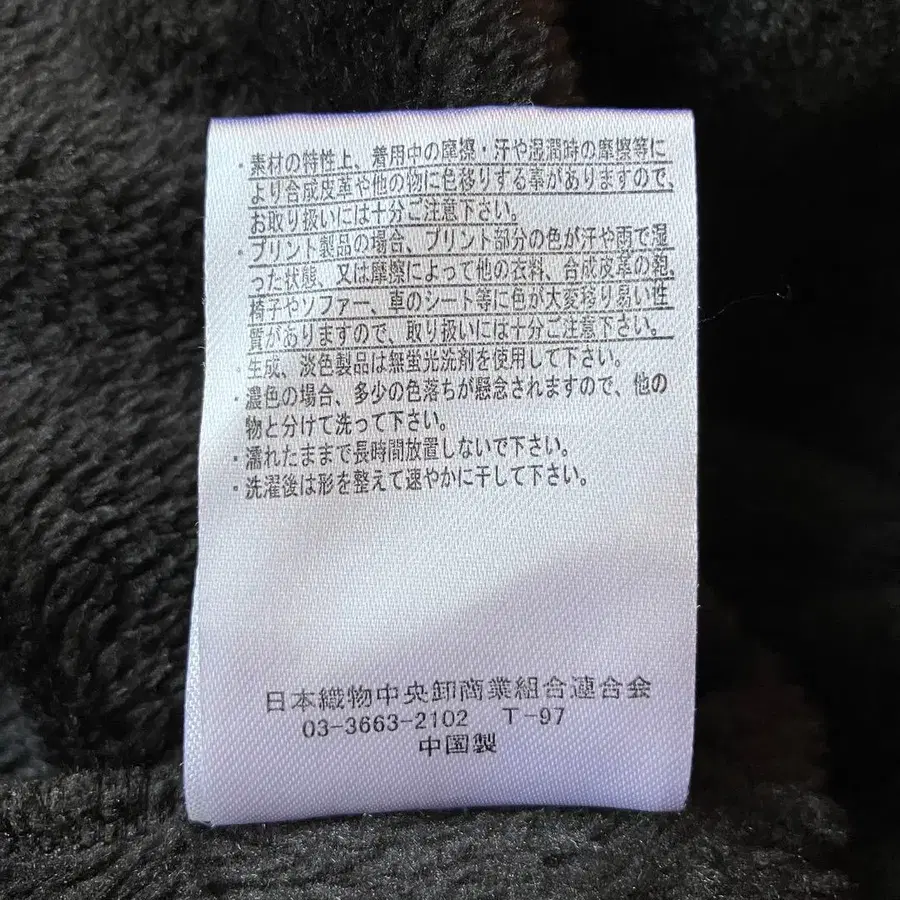 ・素材の特性上、着用中の摩擦・汗や湿潤時の摩擦等に
より合成皮革や他の物に色移りする事がありますので、
お取り扱いには十分ご注意下さい。
・プリント製品の場合、プリント部分の色が汗や雨で湿
った状態、又は摩擦によって他の衣料、合成皮革の鞄、
椅子やソファー、車のシート等に色が大変移り易い性
質がありますので、取り扱いには十分ご注意下さい。
・生成、淡色製品は無蛍光洗剤を使用して下さい。
・濃色の場合、多少の色落ちが懸念されますので、他の
物と分けて洗って下さい。
・濡れたままで長時間放置しないで下さい。
・洗濯後は形を整えて速やかに干して下さい。
日本織物中央卸商業組合連合会
03-3663-2102 T-97
中国製